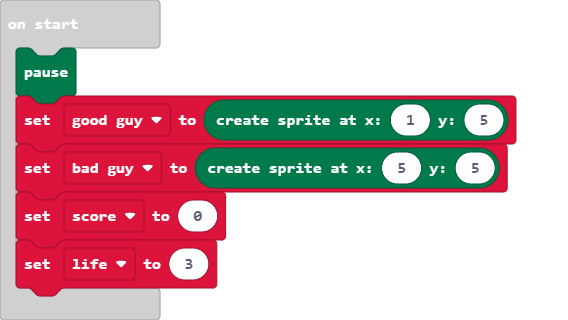 on start
pause
set good guy to create sprite at x: 1 y: 5
set bad guy to create sprite at x: 5 y: 5
set score to 0
set life to 3